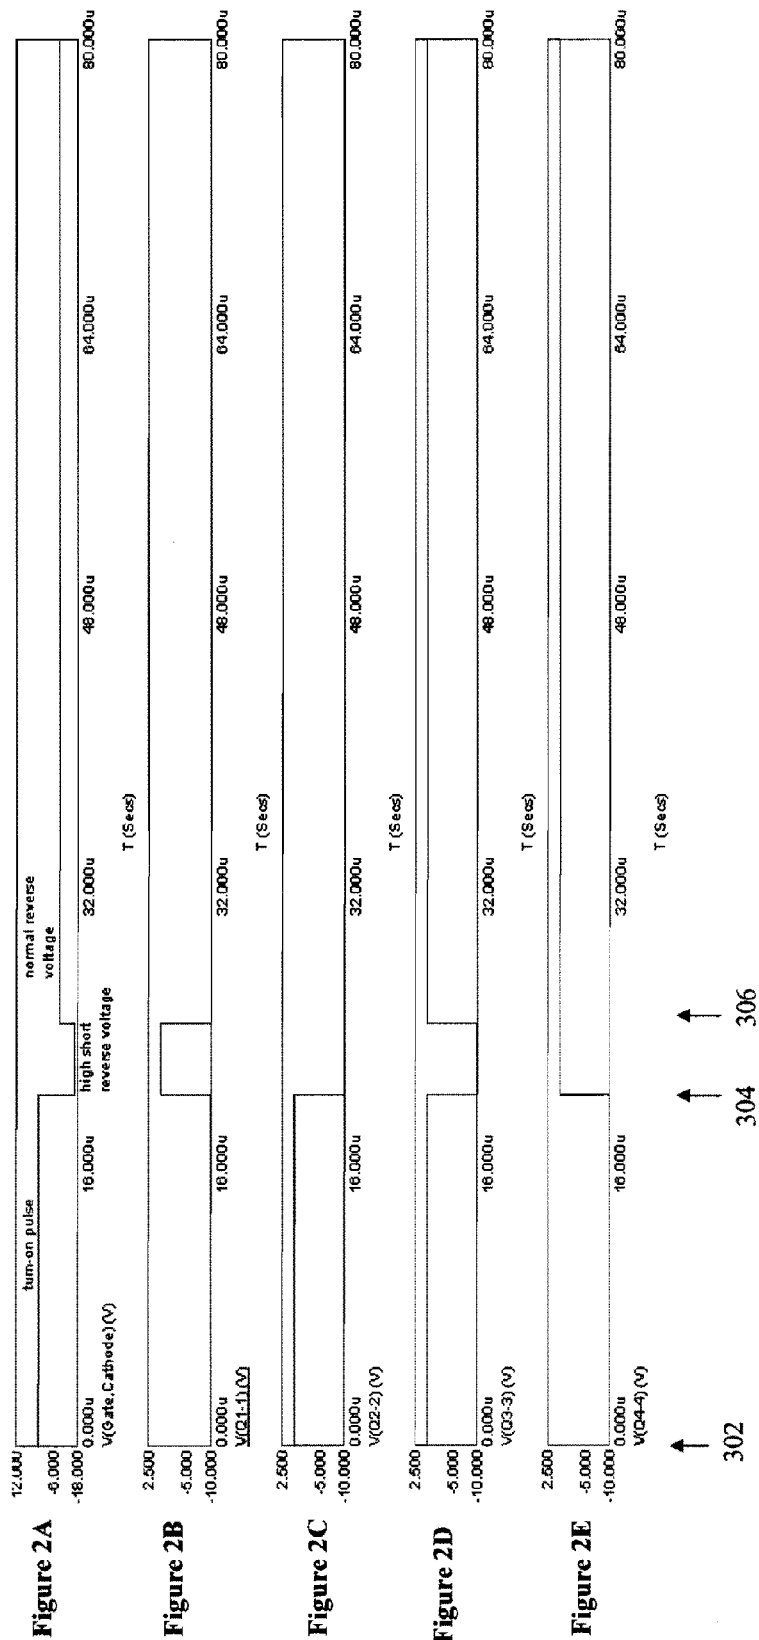 Figure 2A
12.000
-5.000
-18.000
turn-on pulse
high short
reverse voltage
normal reverse
voltage
0.000u 16.000u 32.000u 48.000u 64.000u 80.000u
V(Gate,Cathode) (V)
T (Secs)
Figure 2B
2.500
-5.000
-10.000
0.000u 16.000u 32.000u 48.000u 64.000u 80.000u
V(Q1-1) (V)
T (Secs)
Figure 2C
2.500
-5.000
-10.000
0.000u 16.000u 32.000u 48.000u 64.000u 80.000u
V(Q2-2) (V)
T (Secs)
Figure 2D
2.500
-5.000
-10.000
0.000u 16.000u 32.000u 48.000u 64.000u 80.000u
V(Q3-3) (V)
T (Secs)
Figure 2E
2.500
-5.000
-10.000
0.000u 16.000u 32.000u 48.000u 64.000u 80.000u
V(Q4-4) (V)
T (Secs)
302
304
306